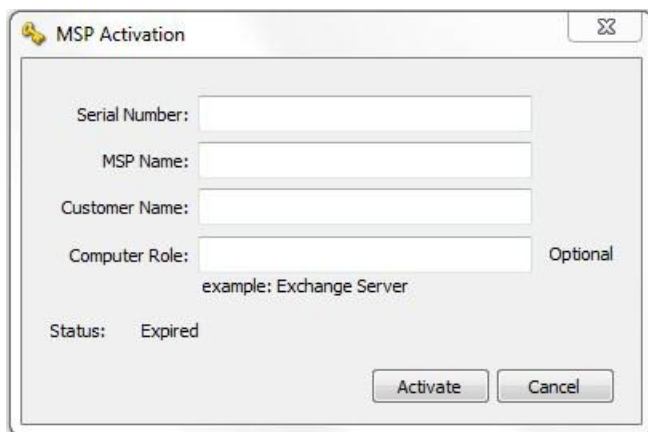 MSP Activation
Serial Number:
MSP Name:
Customer Name:
Computer Role: Optional
example: Exchange Server
Status: Expired
Activate Cancel